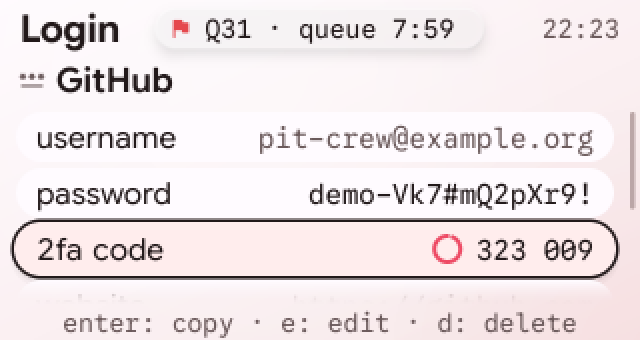 Login Q31 · queue 7:59 22:23
GitHub
username pit-crew@example.org
password demo-Vk7#mQ2pXr9!
2fa code 323 009
website
enter: copy · e: edit · d: delete